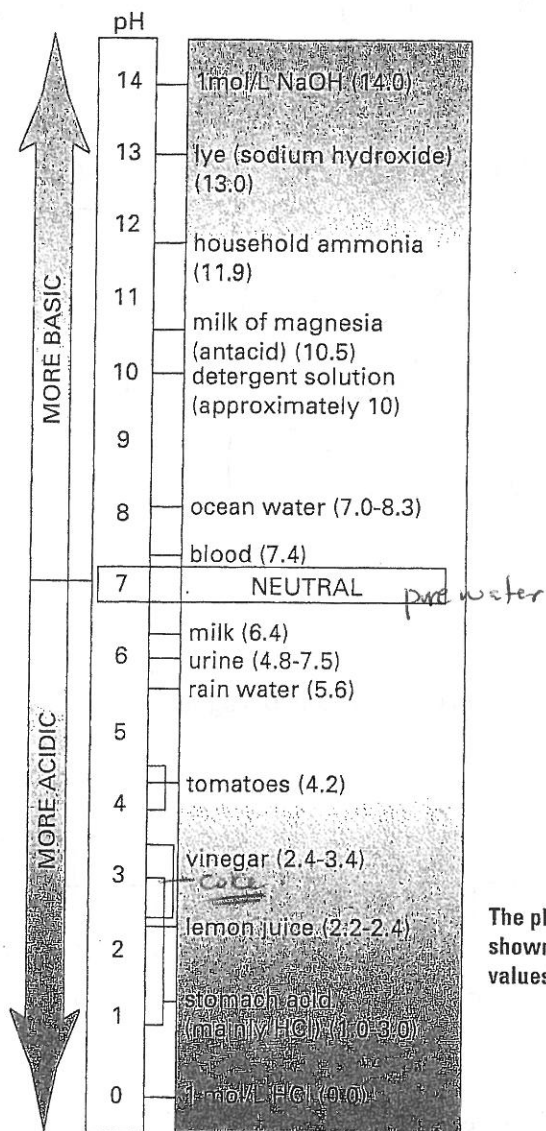 pH
14
1mol/L NaOH (14.0)
13
lye (sodium hydroxide)
(13.0)
12
household ammonia
(11.9)
11
milk of magnesia
(antacid) (10.5)
10
detergent solution
(approximately 10)
9
8
ocean water (7.0-8.3)
blood (7.4)
7
NEUTRAL
pure water
milk (6.4)
6
urine (4.8-7.5)
rain water (5.6)
5
tomatoes (4.2)
4
vinegar (2.4-3.4)
3
coke
lemon juice (2.2-2.4)
2
stomach acid
(mainly HCl) (1.0-3.0)
1
0
1 mol/L HCl (0.0)
MORE BASIC
MORE ACIDIC
shown
values